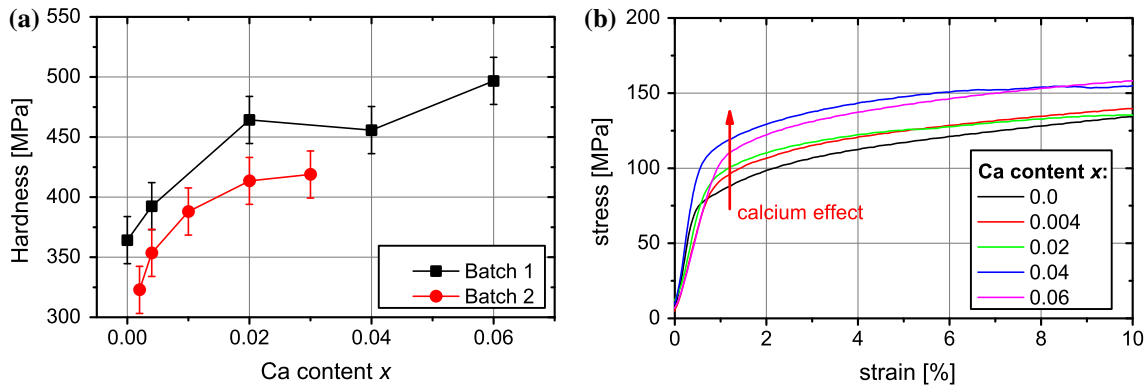 (a)
550
500
450
400
350
300
Hardness [MPa]
0.00
0.02
0.04
0.06
Ca content x
Batch 1
Batch 2
(b)
200
150
100
50
0
stress [MPa]
0
2
4
6
8
10
strain [%]
calcium effect
Ca content x:
0.0
0.004
0.02
0.04
0.06